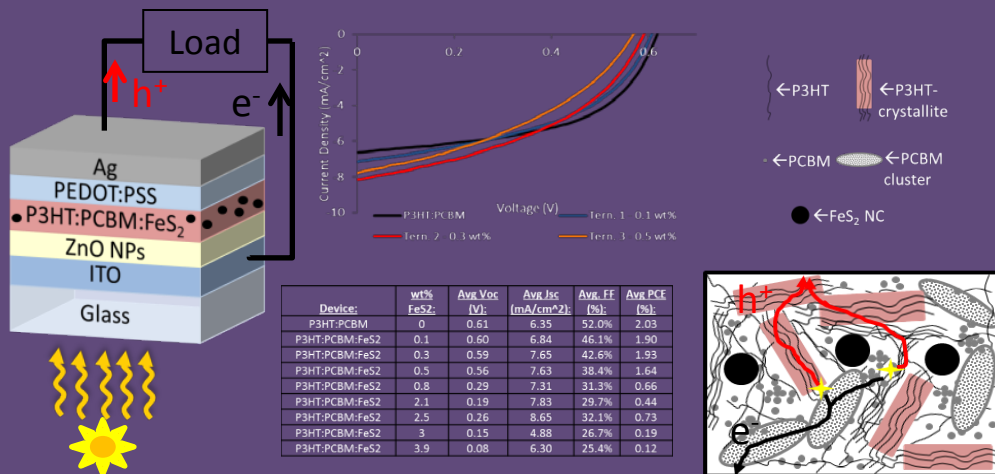 Load
h⁺
e⁻
Ag
PEDOT:PSS
P3HT:PCBM:FeS₂
ZnO NPs
ITO
Glass
Current Density (mA/cm^2)
0
2
4
6
8
10
0
0.2
0.4
0.6
Voltage (V)
P3HT:PCBM
Tern. 1 0.1 wt%
Tern. 2 0.3 wt%
Tern. 3 0.5 wt%
←P3HT
←P3HT-
crystallite
←PCBM
←PCBM
cluster
←FeS₂ NC
Device: wt% FeS2: Avg Voc (V): Avg Jsc (mA/cm^2): Avg. FF (%): Avg PCE (%):
P3HT:PCBM 0 0.61 6.35 52.0% 2.03
P3HT:PCBM:FeS2 0.1 0.60 6.84 46.1% 1.90
P3HT:PCBM:FeS2 0.3 0.59 7.65 42.6% 1.93
P3HT:PCBM:FeS2 0.5 0.56 7.63 38.4% 1.64
P3HT:PCBM:FeS2 0.8 0.29 7.31 31.3% 0.66
P3HT:PCBM:FeS2 2.1 0.19 7.83 29.7% 0.44
P3HT:PCBM:FeS2 2.5 0.26 8.65 32.1% 0.73
P3HT:PCBM:FeS2 3 0.15 4.88 26.7% 0.19
P3HT:PCBM:FeS2 3.9 0.08 6.30 25.4% 0.12
h⁺
e⁻